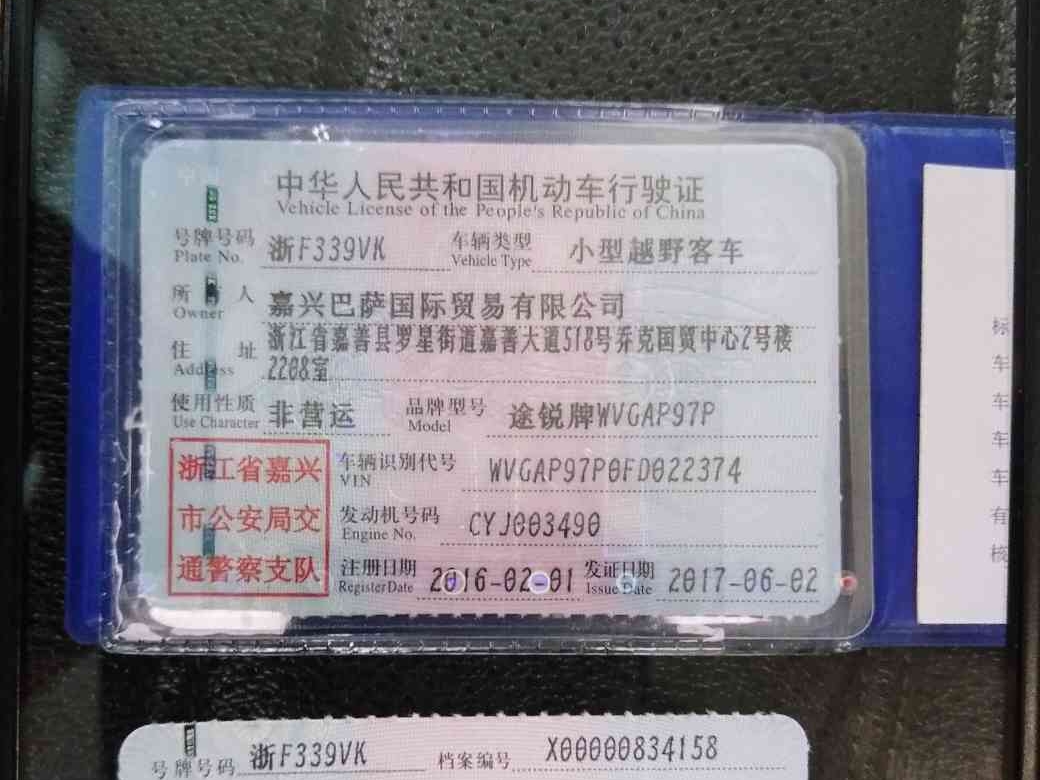 中华人民共和国机动车行驶证
Vehicle License of the People's Republic of China
号牌号码 浙F339VK 车辆类型 小型越野客车
Plate No. Vehicle Type
所 人 嘉兴巴萨国际贸易有限公司
Owner
住 址 浙江省嘉善县罗星街道嘉善大道518号乔克国贸中心2号楼
Address 2208室
使用性质 非营运 品牌型号 途锐牌WVGAP97P
Use Character Model
浙江省嘉兴
市公安局交
通警察支队
车辆识别代号 WVGAP97P0FD022374
VIN
发动机号码 CYJ003490
Engine No.
注册日期 2016-02-01 发证日期 2017-06-02
Register Date Issue Date
标
车
车
车
车
有
核
号牌号码 浙F339VK 档案编号 X00000834158